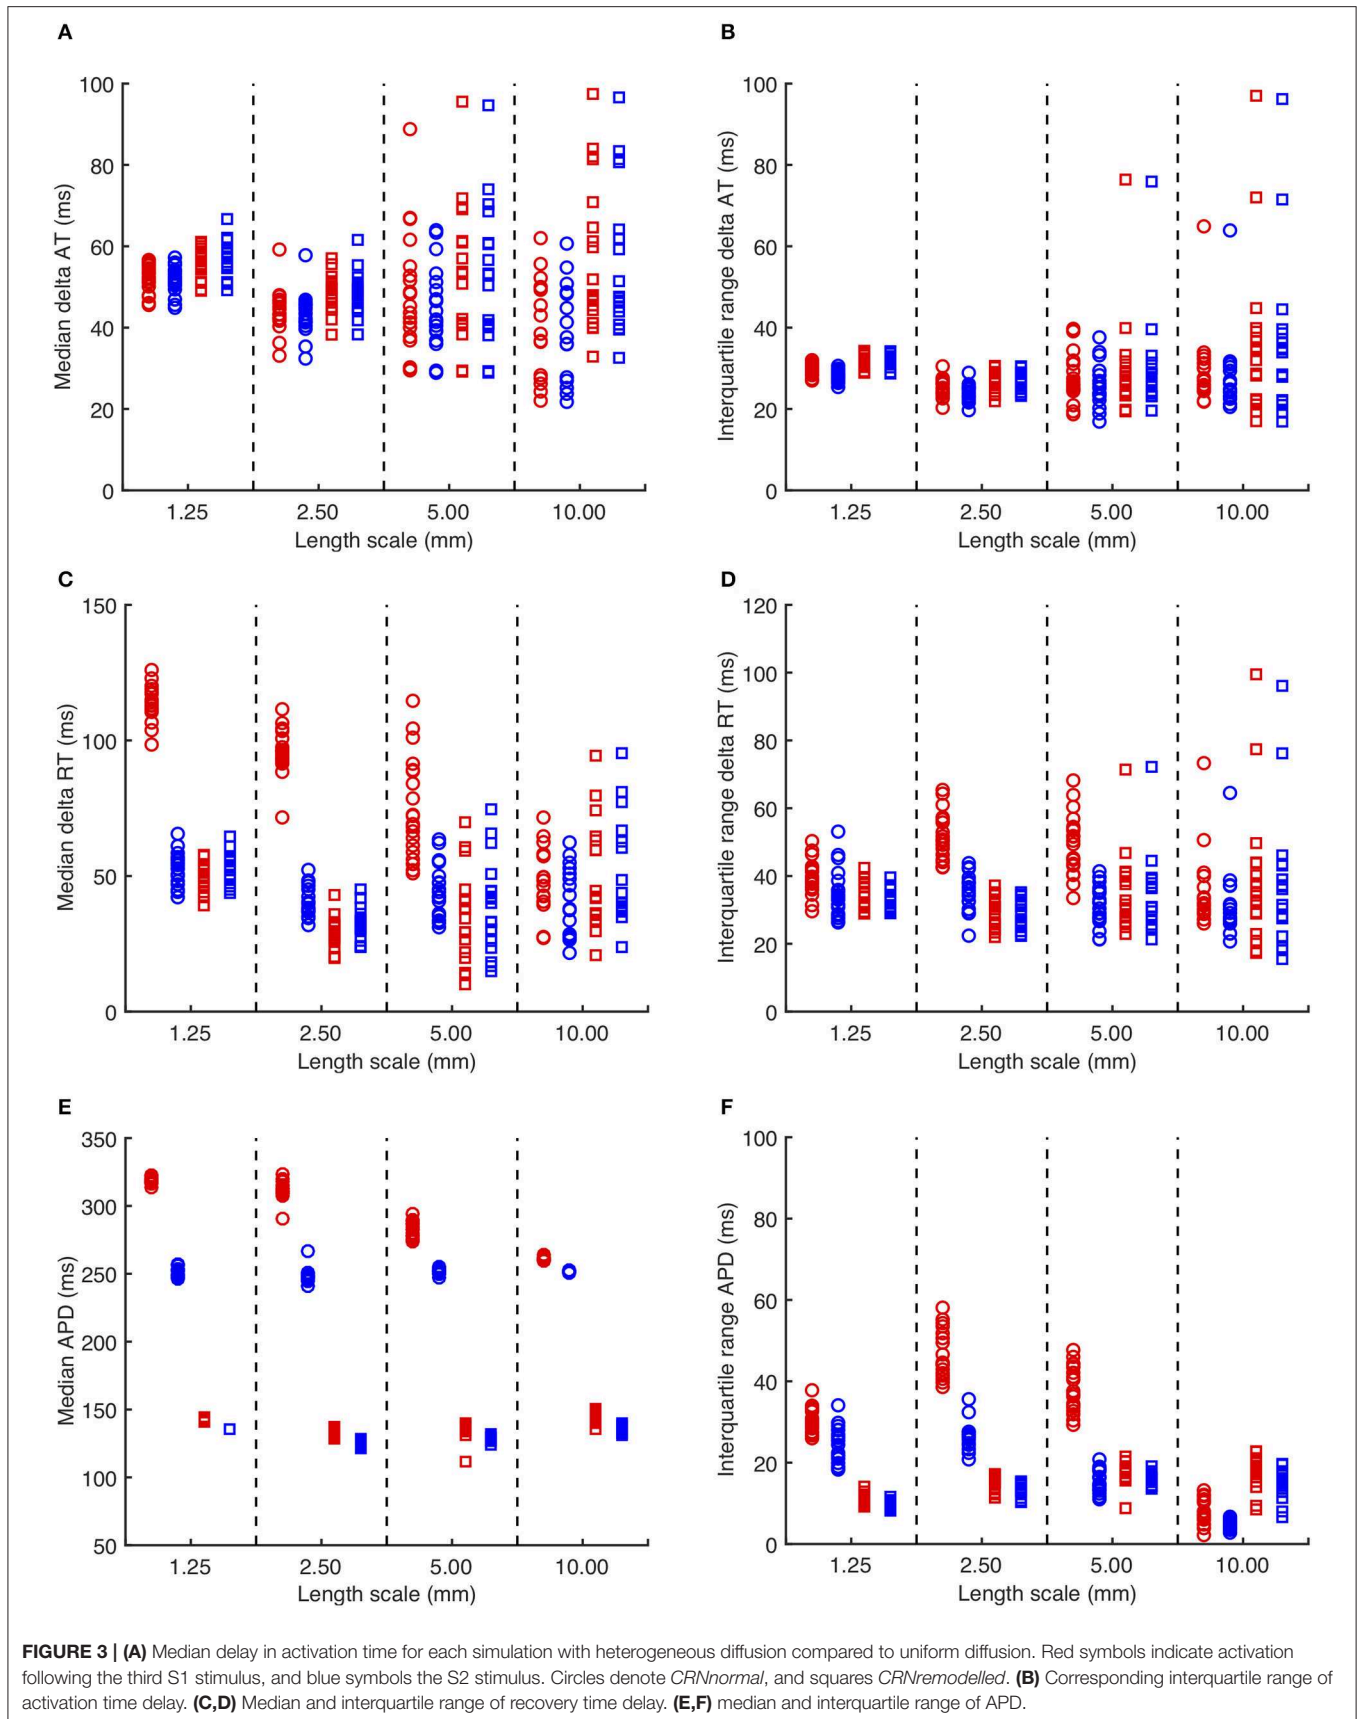 A
Median delta AT (ms)
100
80
60
40
20
0
1.25 2.50 5.00 10.00
Length scale (mm)
B
Interquartile range delta AT (ms)
100
80
60
40
20
0
1.25 2.50 5.00 10.00
Length scale (mm)
C
Median delta RT (ms)
150
100
50
0
1.25 2.50 5.00 10.00
Length scale (mm)
D
Interquartile range delta RT (ms)
120
100
80
60
40
20
0
1.25 2.50 5.00 10.00
Length scale (mm)
E
Median APD (ms)
350
300
250
200
150
100
50
1.25 2.50 5.00 10.00
Length scale (mm)
F
Interquartile range APD (ms)
100
80
60
40
20
0
1.25 2.50 5.00 10.00
Length scale (mm)
FIGURE 3 | (A) Median delay in activation time for each simulation with heterogeneous diffusion compared to uniform diffusion. Red symbols indicate activation
following the third S1 stimulus, and blue symbols the S2 stimulus. Circles denote CRNnormal, and squares CRNremodelled. (B) Corresponding interquartile range of
activation time delay. (C,D) Median and interquartile range of recovery time delay. (E,F) median and interquartile range of APD.